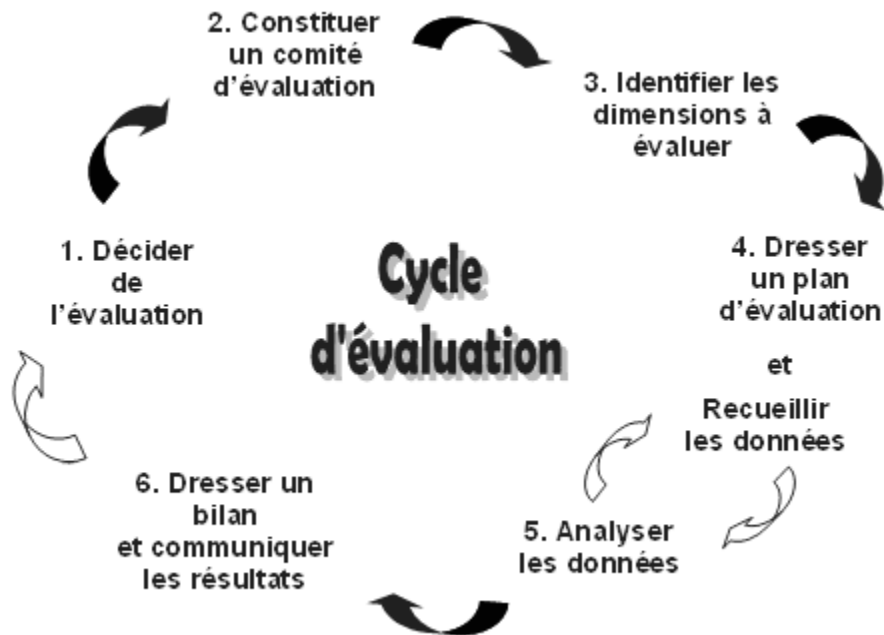 2. Constituer
un comité
d'évaluation
3. Identifier les
dimensions à
évaluer
1. Décider
de
l'évaluation
Cycle
d'évaluation
4. Dresser
un plan
d'évaluation
et
Recueillir
les données
5. Analyser
les données
6. Dresser un
bilan
et communiquer
les résultats